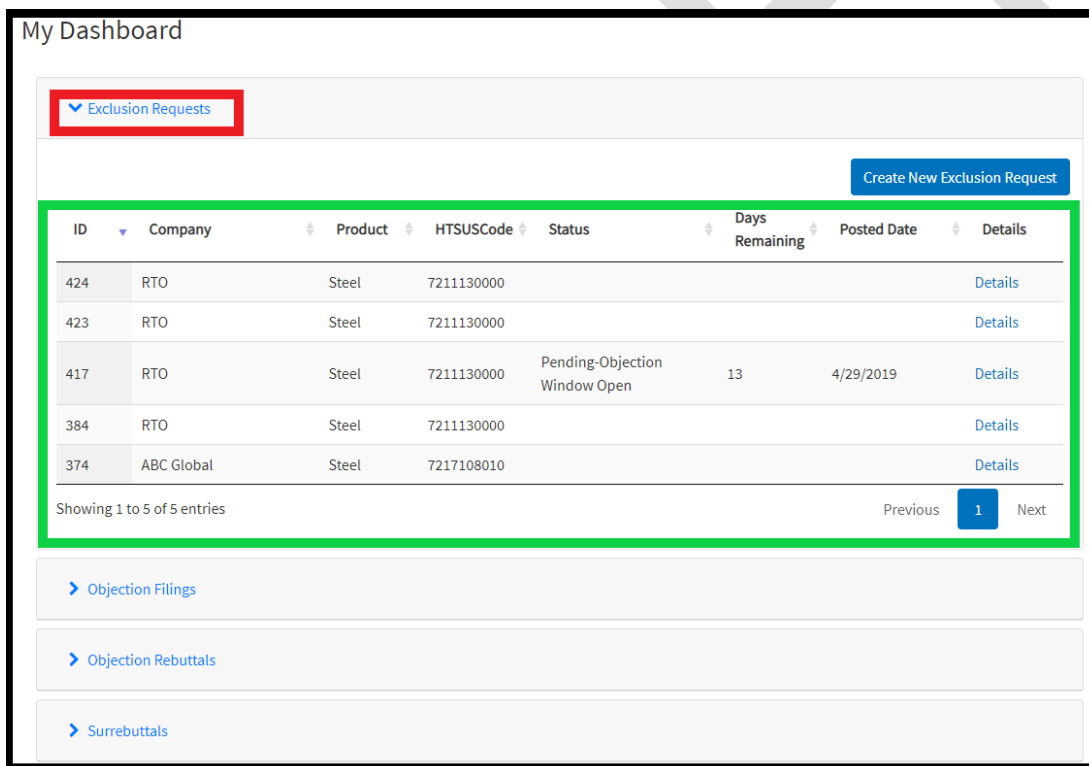 My Dashboard
Exclusion Requests
Create New Exclusion Request
ID Company Product HTSUSCode Status Days Remaining Posted Date Details
424 RTO Steel 7211130000 Details
423 RTO Steel 7211130000 Details
417 RTO Steel 7211130000 Pending-Objection Window Open 13 4/29/2019 Details
384 RTO Steel 7211130000 Details
374 ABC Global Steel 7217108010 Details
Showing 1 to 5 of 5 entries Previous 1 Next
Objection Filings
Objection Rebuttals
Surrebuttals